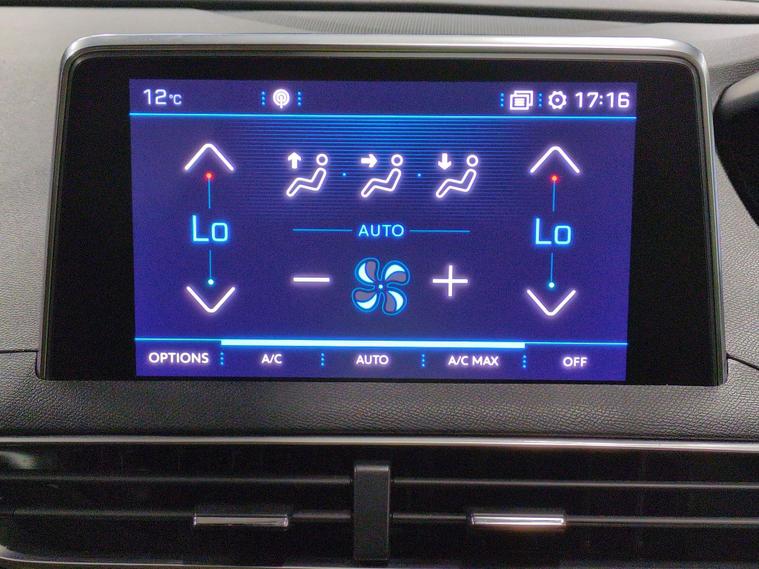 12°C 17:16
Lo Lo
AUTO
OPTIONS A/C AUTO A/C MAX OFF